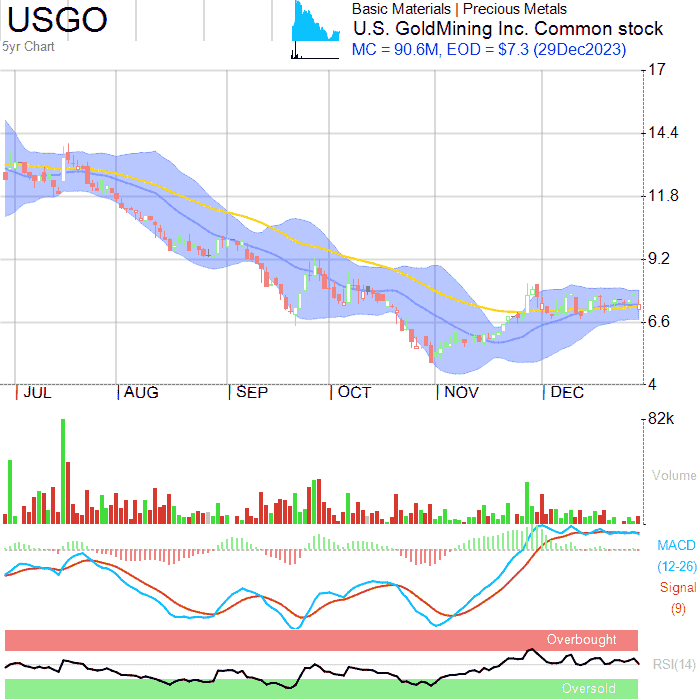 USGO
5yr Chart
Basic Materials | Precious Metals
U.S. GoldMining Inc. Common stock
MC = 90.6M, EOD = $7.3 (29Dec2023)
17
14.4
11.8
9.2
6.6
4
JUL AUG SEP OCT NOV DEC
82k
Volume
MACD
(12-26)
Signal
(9)
Overbought
RSI(14)
Oversold